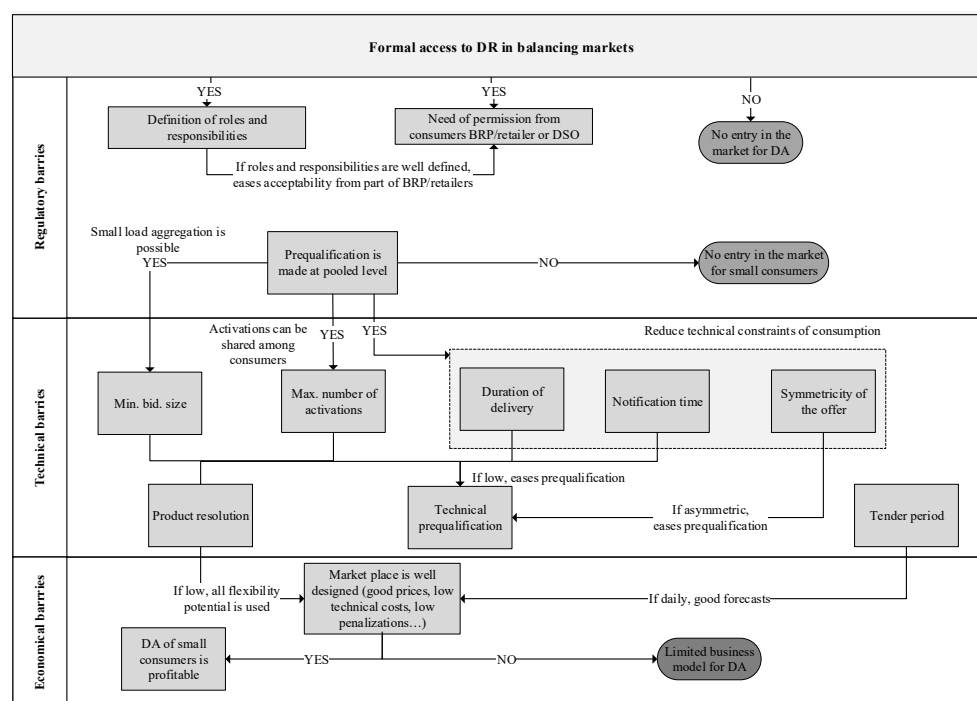 Formal access to DR in balancing markets
Regulatory barries
YES
YES
NO
Definition of roles and
responsibilities
Need of permission from
consumers BRP/retailer or DSO
No entry in the
market for DA
If roles and responsibilities are well defined,
eases acceptability from part of BRP/retailers
Small load aggregation is
possible
YES
Prequalification is
made at pooled level
NO
No entry in the market
for small consumers
Technical barries
Activations can be
shared among
consumers
YES
YES
Reduce technical constraints of consumption
Min. bid. size
Max. number of
activations
Duration of
delivery
Notification time
Symmetricity of
the offer
If low, eases prequalification
Product resolution
Technical
prequalification
If asymmetric,
eases prequalification
Tender period
Economical barrries
If low, all flexibility
potential is used
Market place is well
designed (good prices, low
technical costs, low
penalizations…)
If daily, good forecasts
DA of small
consumers is
profitable
YES
NO
Limited business
model for DA